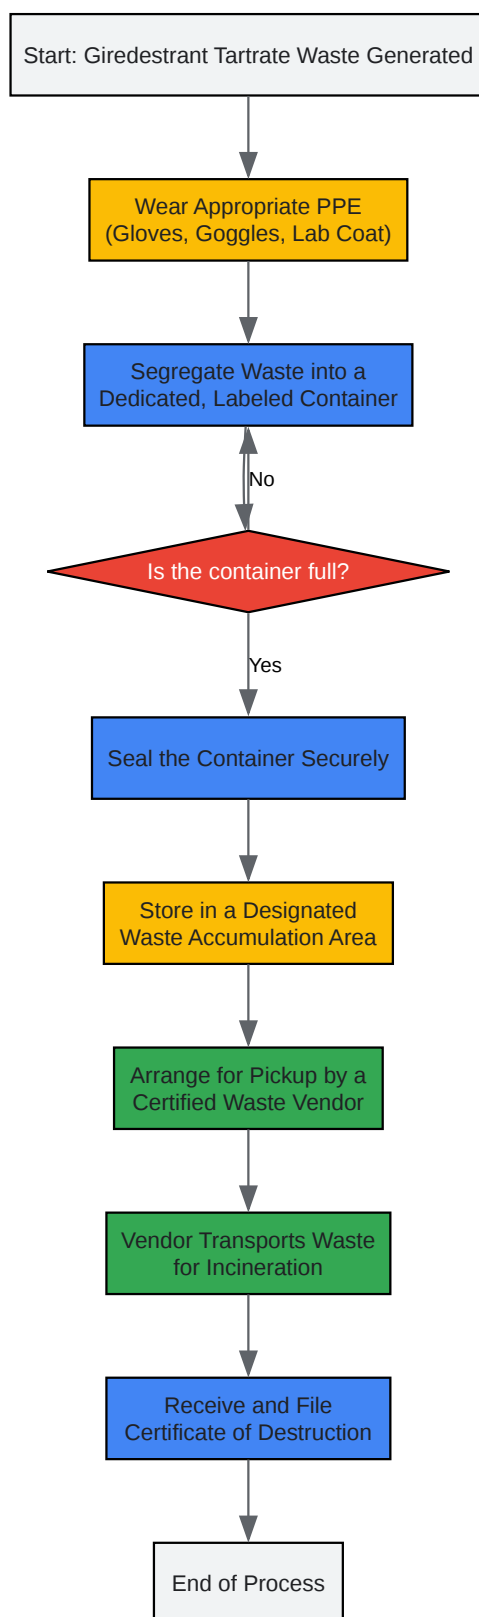 Start: Giredestrant Tartrate Waste Generated
Wear Appropriate PPE
(Gloves, Goggles, Lab Coat)
Segregate Waste into a
Dedicated, Labeled Container
No
Is the container full?
Yes
Seal the Container Securely
Store in a Designated
Waste Accumulation Area
Arrange for Pickup by a
Certified Waste Vendor
Vendor Transports Waste
for Incineration
Receive and File
Certificate of Destruction
End of Process